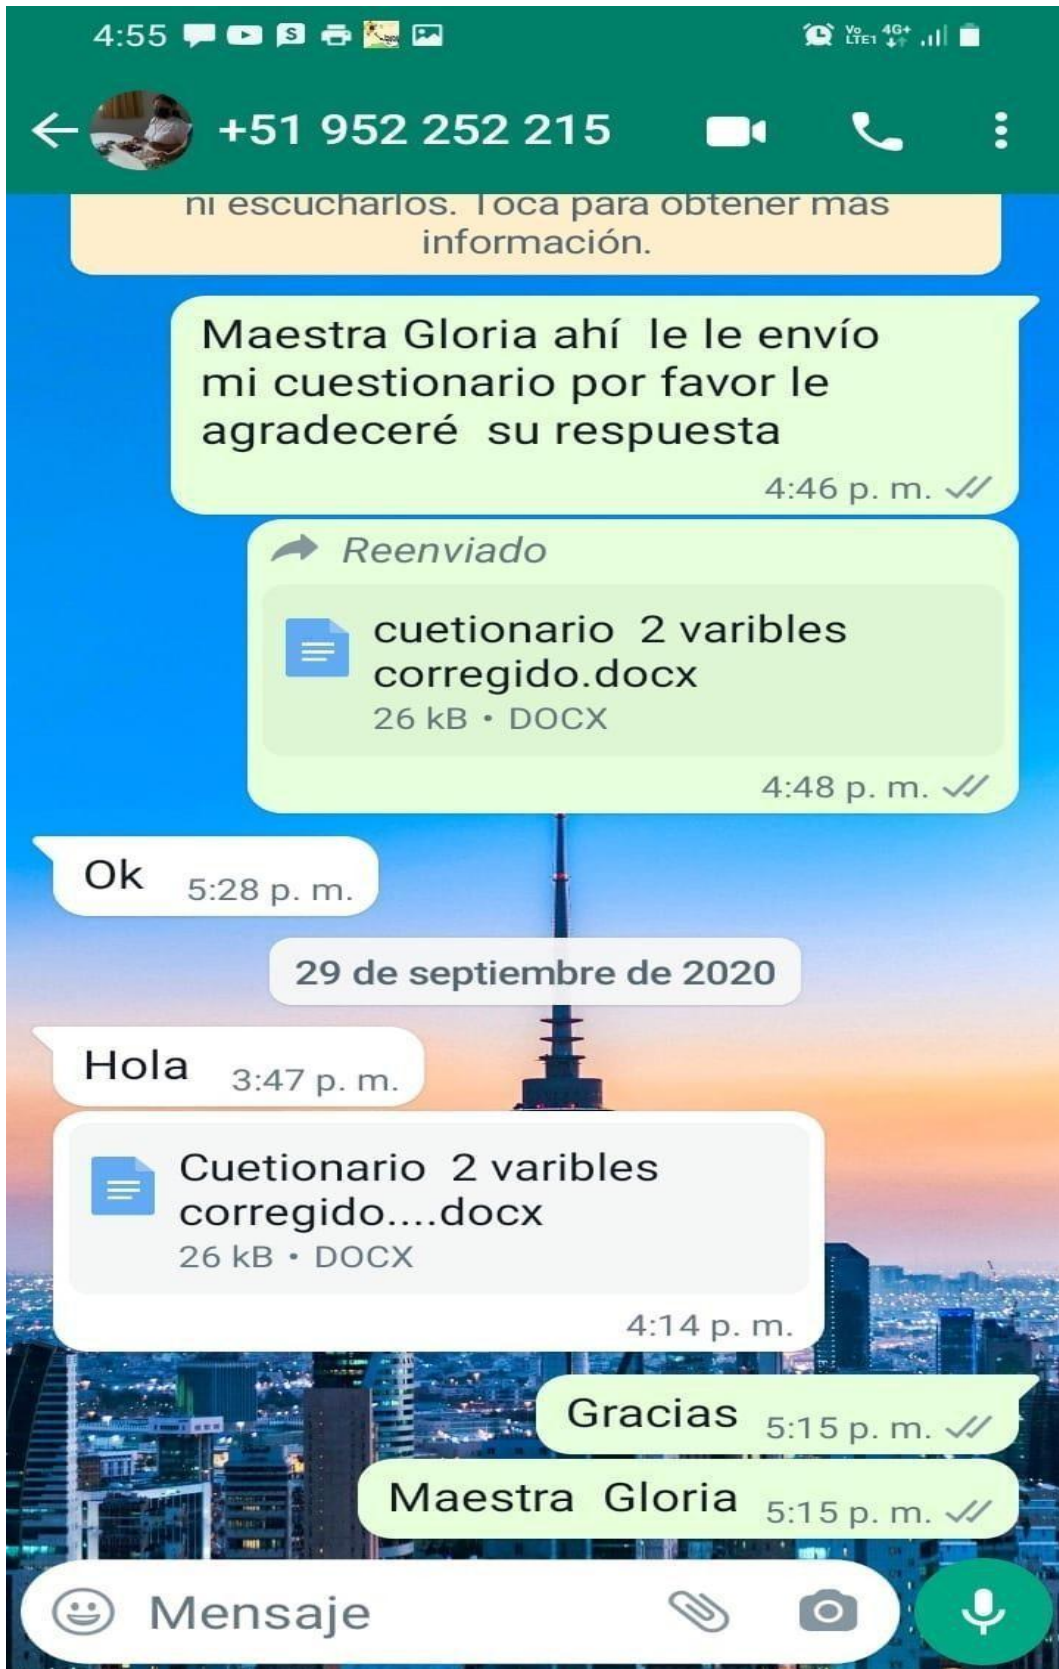 4:55
Vo
LTE1 4G+
+51 952 252 215
ni escucharlos. Toca para obtener más
información.
Maestra Gloria ahí  le le envío
mi cuestionario por favor le
agradeceré  su respuesta
4:46 p. m.
Reenviado
cuetionario  2 varibles
corregido.docx
26 kB • DOCX
4:48 p. m.
Ok 5:28 p. m.
29 de septiembre de 2020
Hola 3:47 p. m.
Cuetionario  2 varibles
corregido....docx
26 kB • DOCX
4:14 p. m.
Gracias 5:15 p. m.
Maestra  Gloria 5:15 p. m.
Mensaje